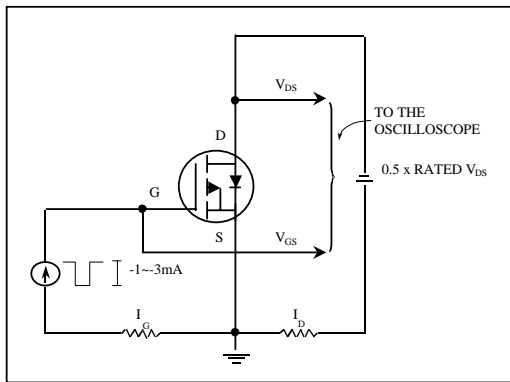 V_DS
TO THE
OSCILLOSCOPE
D
0.5 x RATED V_DS
G
S
V_GS
-1~-3mA
I_G
I_D